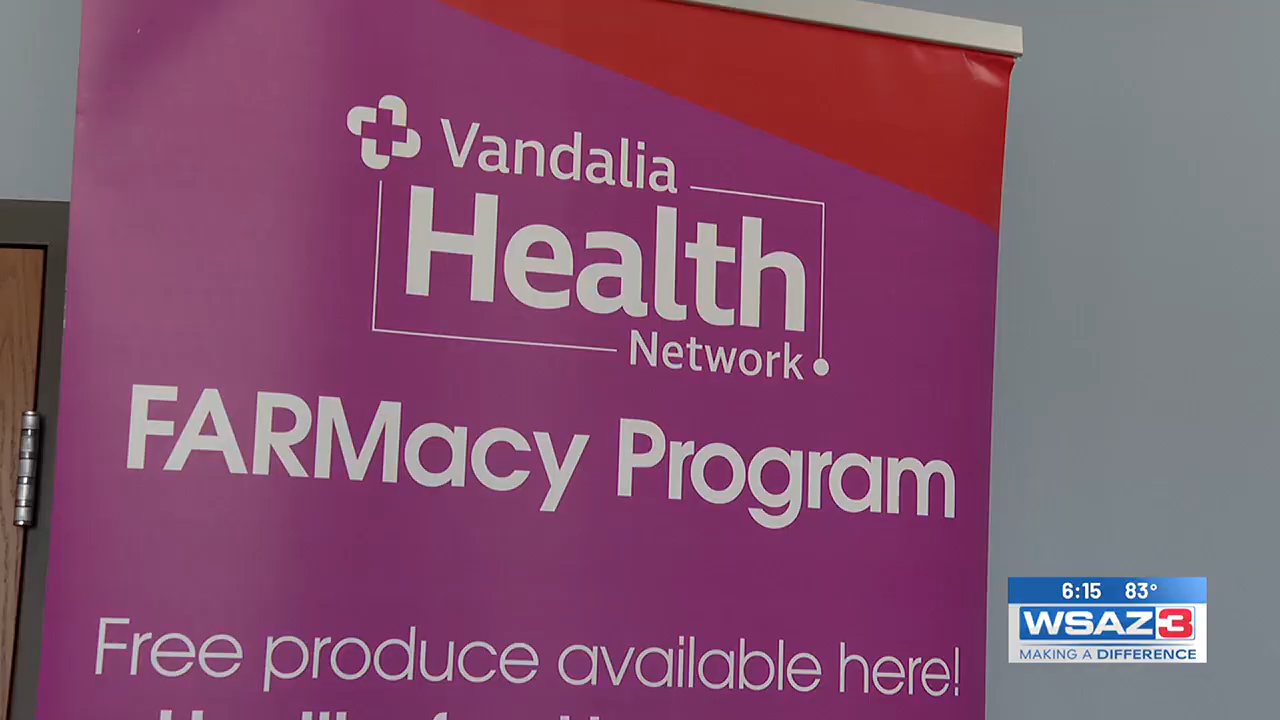 Vandalia
Health
Network
FARMacy Program
Free produce available here!
6:15 83°
WSAZ3
MAKING A DIFFERENCE